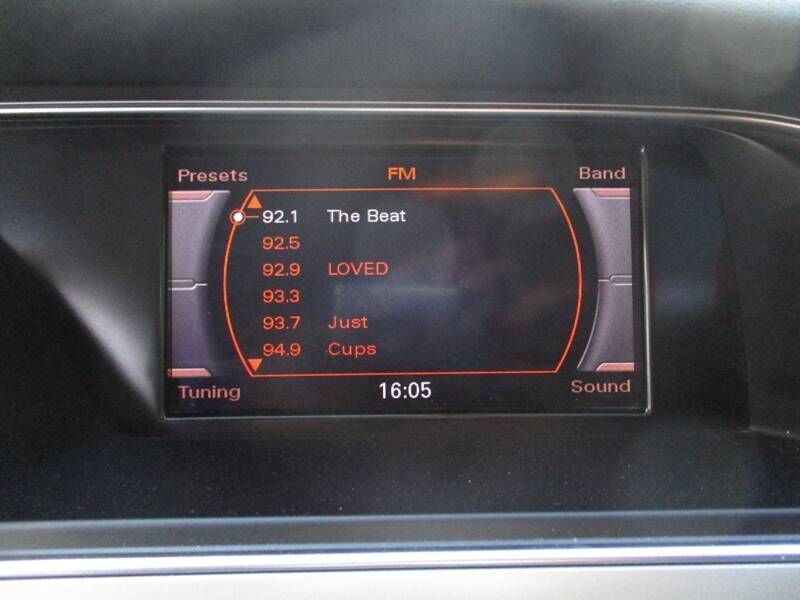 Presets FM Band
92.1 The Beat
92.5
92.9 LOVED
93.3
93.7 Just
94.9 Cups
Tuning 16:05 Sound